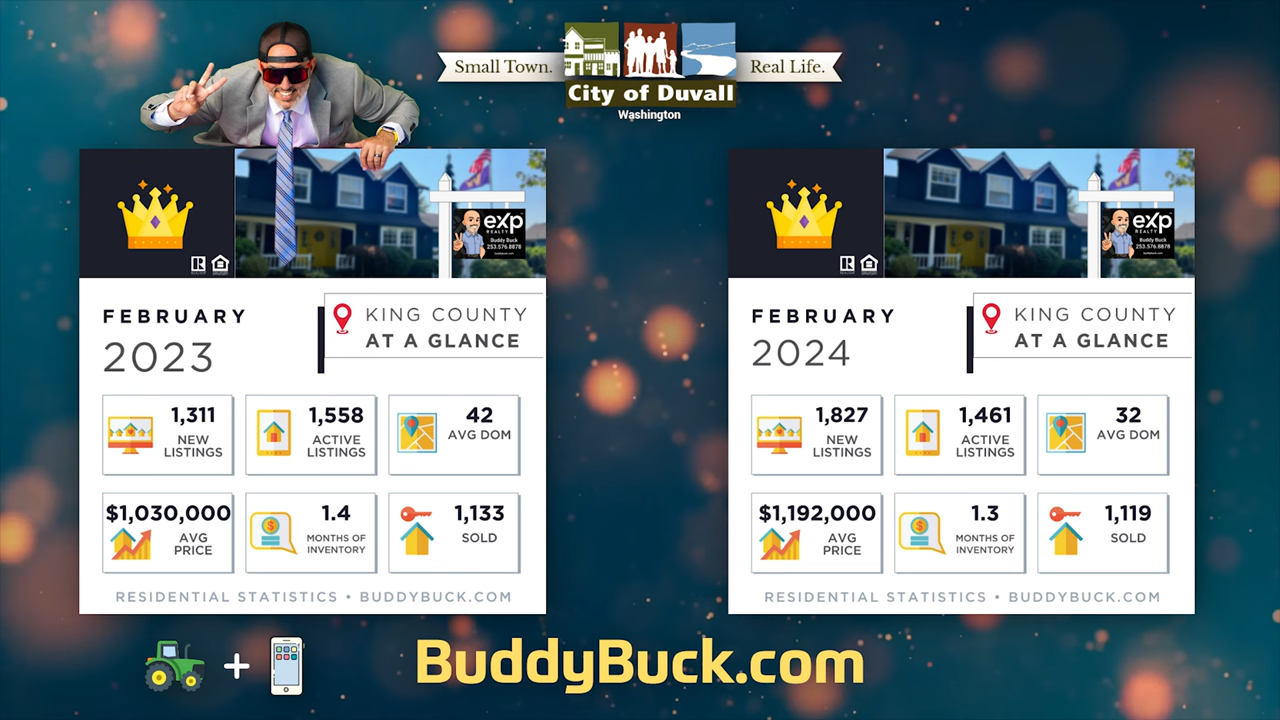 Small Town.
Real Life.
City of Duvall
Washington
exp
REALTY
Buddy Buck
253.576.8878
buddybuck.com
FEBRUARY
2023
KING COUNTY
AT A GLANCE
1,311
NEW
LISTINGS
1,558
ACTIVE
LISTINGS
42
AVG DOM
$1,030,000
AVG
PRICE
1.4
MONTHS OF
INVENTORY
1,133
SOLD
RESIDENTIAL STATISTICS • BUDDYBUCK.COM
exp
REALTY
Buddy Buck
253.576.8878
buddybuck.com
FEBRUARY
2024
KING COUNTY
AT A GLANCE
1,827
NEW
LISTINGS
1,461
ACTIVE
LISTINGS
32
AVG DOM
$1,192,000
AVG
PRICE
1.3
MONTHS OF
INVENTORY
1,119
SOLD
RESIDENTIAL STATISTICS • BUDDYBUCK.COM
BuddyBuck.com